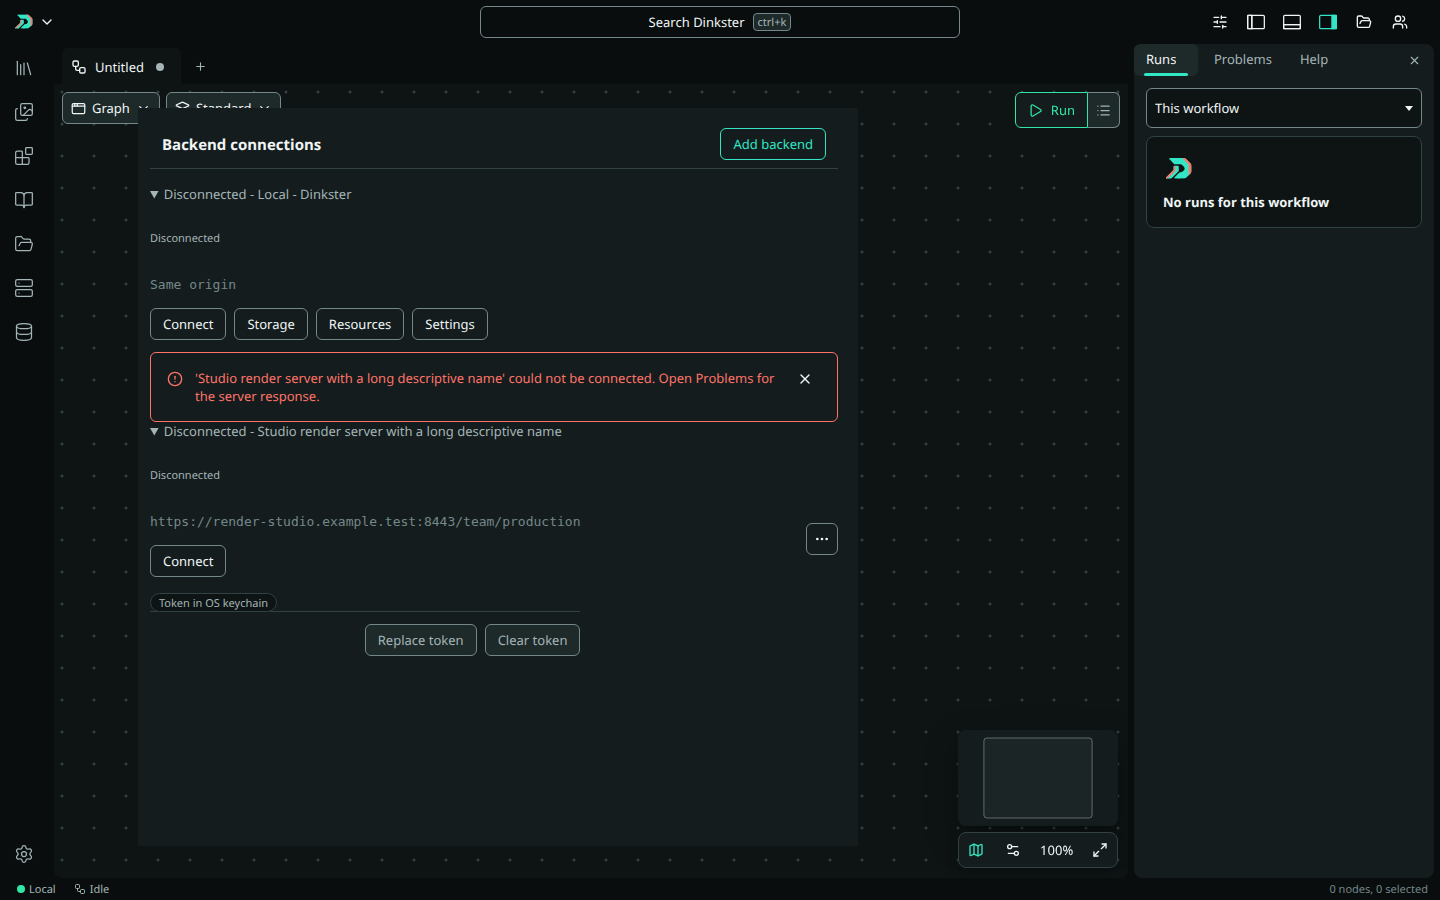 Search Dinkster ctrl+k
Untitled
Graph
Standard
Run
Runs
Problems
Help
This workflow
No runs for this workflow
Backend connections
Add backend
Disconnected - Local - Dinkster
Disconnected
Same origin
Connect
Storage
Resources
Settings
'Studio render server with a long descriptive name' could not be connected. Open Problems for
the server response.
Disconnected - Studio render server with a long descriptive name
Disconnected
https://render-studio.example.test:8443/team/production
Connect
Token in OS keychain
Replace token
Clear token
100%
Local
Idle
0 nodes, 0 selected